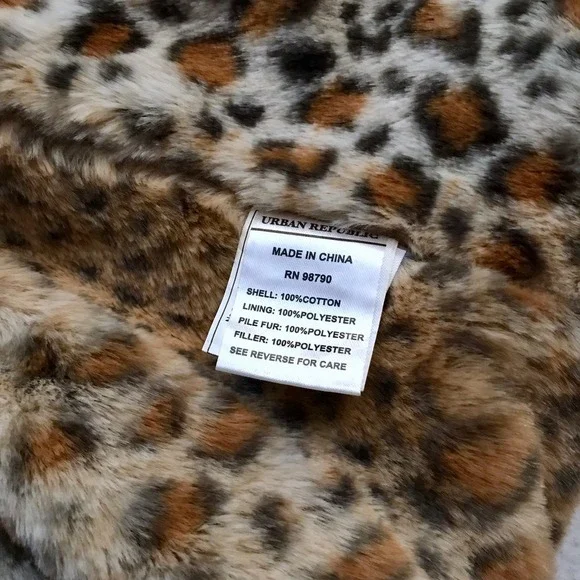 URBAN REPUBLIC
MADE IN CHINA
RN 98790
SHELL: 100%COTTON
LINING: 100%POLYESTER
PILE FUR: 100%POLYESTER
FILLER: 100%POLYESTER
SEE REVERSE FOR CARE